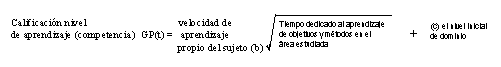 Calificación nivel
de aprendizaje (competencia) GP(t) =
velocidad de
aprendizaje
propio del sujeto (b)
Tiempo dedicado al aprendizaje
de objetivos y métodos en el
área estudiada
+
(c) el nivel inicial
de dominio